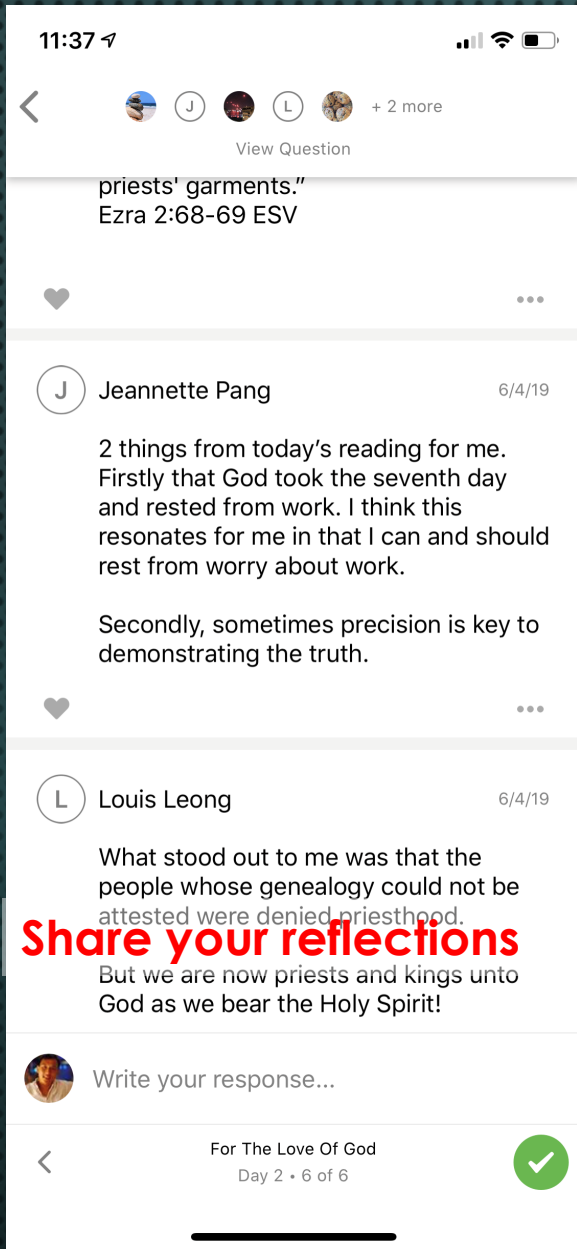 11:37
J
L
+ 2 more
View Question
priests' garments.”
Ezra 2:68-69 ESV
J
Jeannette Pang
6/4/19
2 things from today’s reading for me.
Firstly that God took the seventh day
and rested from work. I think this
resonates for me in that I can and should
rest from worry about work.
Secondly, sometimes precision is key to
demonstrating the truth.
L
Louis Leong
6/4/19
What stood out to me was that the
people whose genealogy could not be
attested were denied priesthood.
Share your reflections
But we are now priests and kings unto
God as we bear the Holy Spirit!
Write your response...
For The Love Of God
Day 2 • 6 of 6